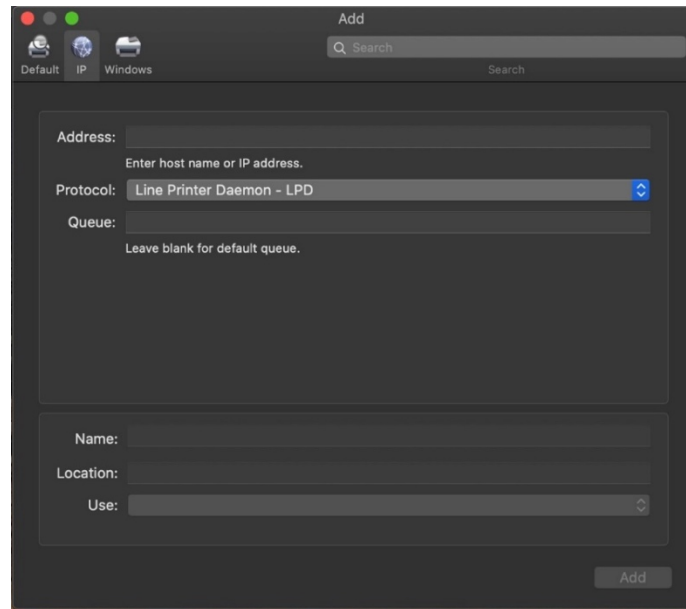 Add
Search
Default IP Windows
Search
Address:
Enter host name or IP address.
Protocol: Line Printer Daemon - LPD
Queue:
Leave blank for default queue.
Name:
Location:
Use:
Add